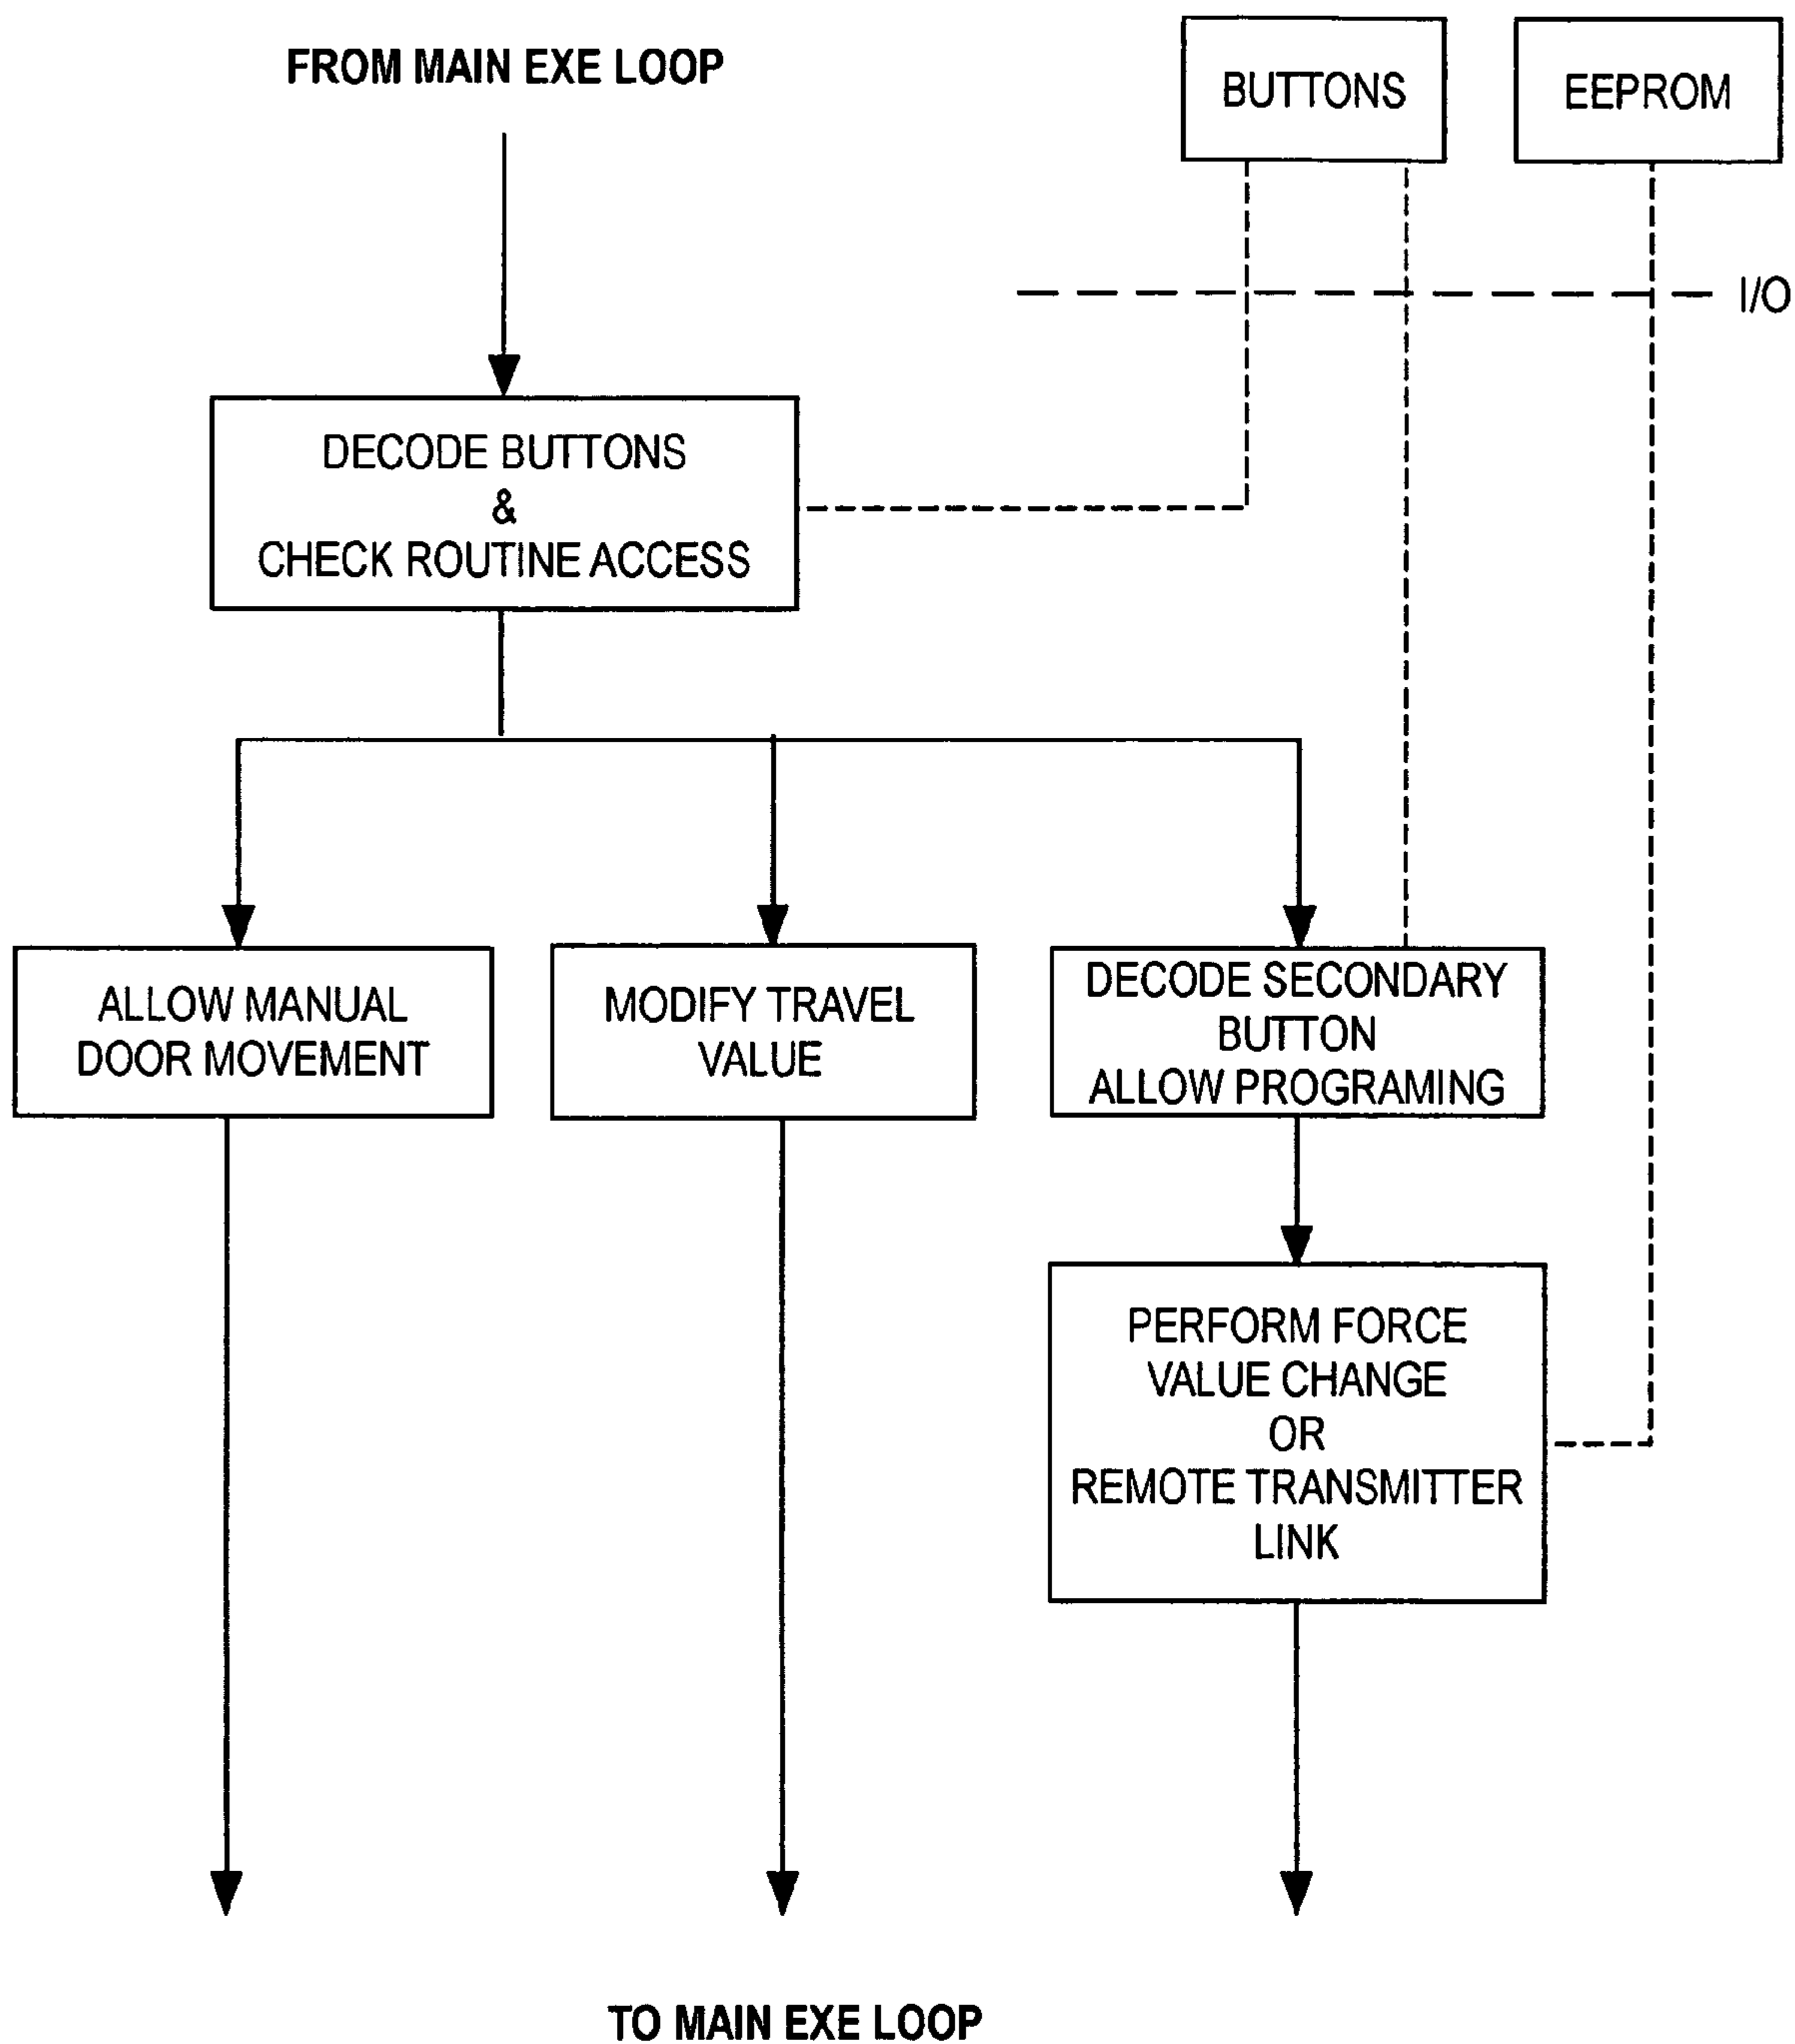 FROM MAIN EXE LOOP
BUTTONS
EEPROM
I/O
DECODE BUTTONS
&
CHECK ROUTINE ACCESS
ALLOW MANUAL
DOOR MOVEMENT
MODIFY TRAVEL
VALUE
DECODE SECONDARY
BUTTON
ALLOW PROGRAMING
PERFORM FORCE
VALUE CHANGE
OR
REMOTE TRANSMITTER
LINK
TO MAIN EXE LOOP